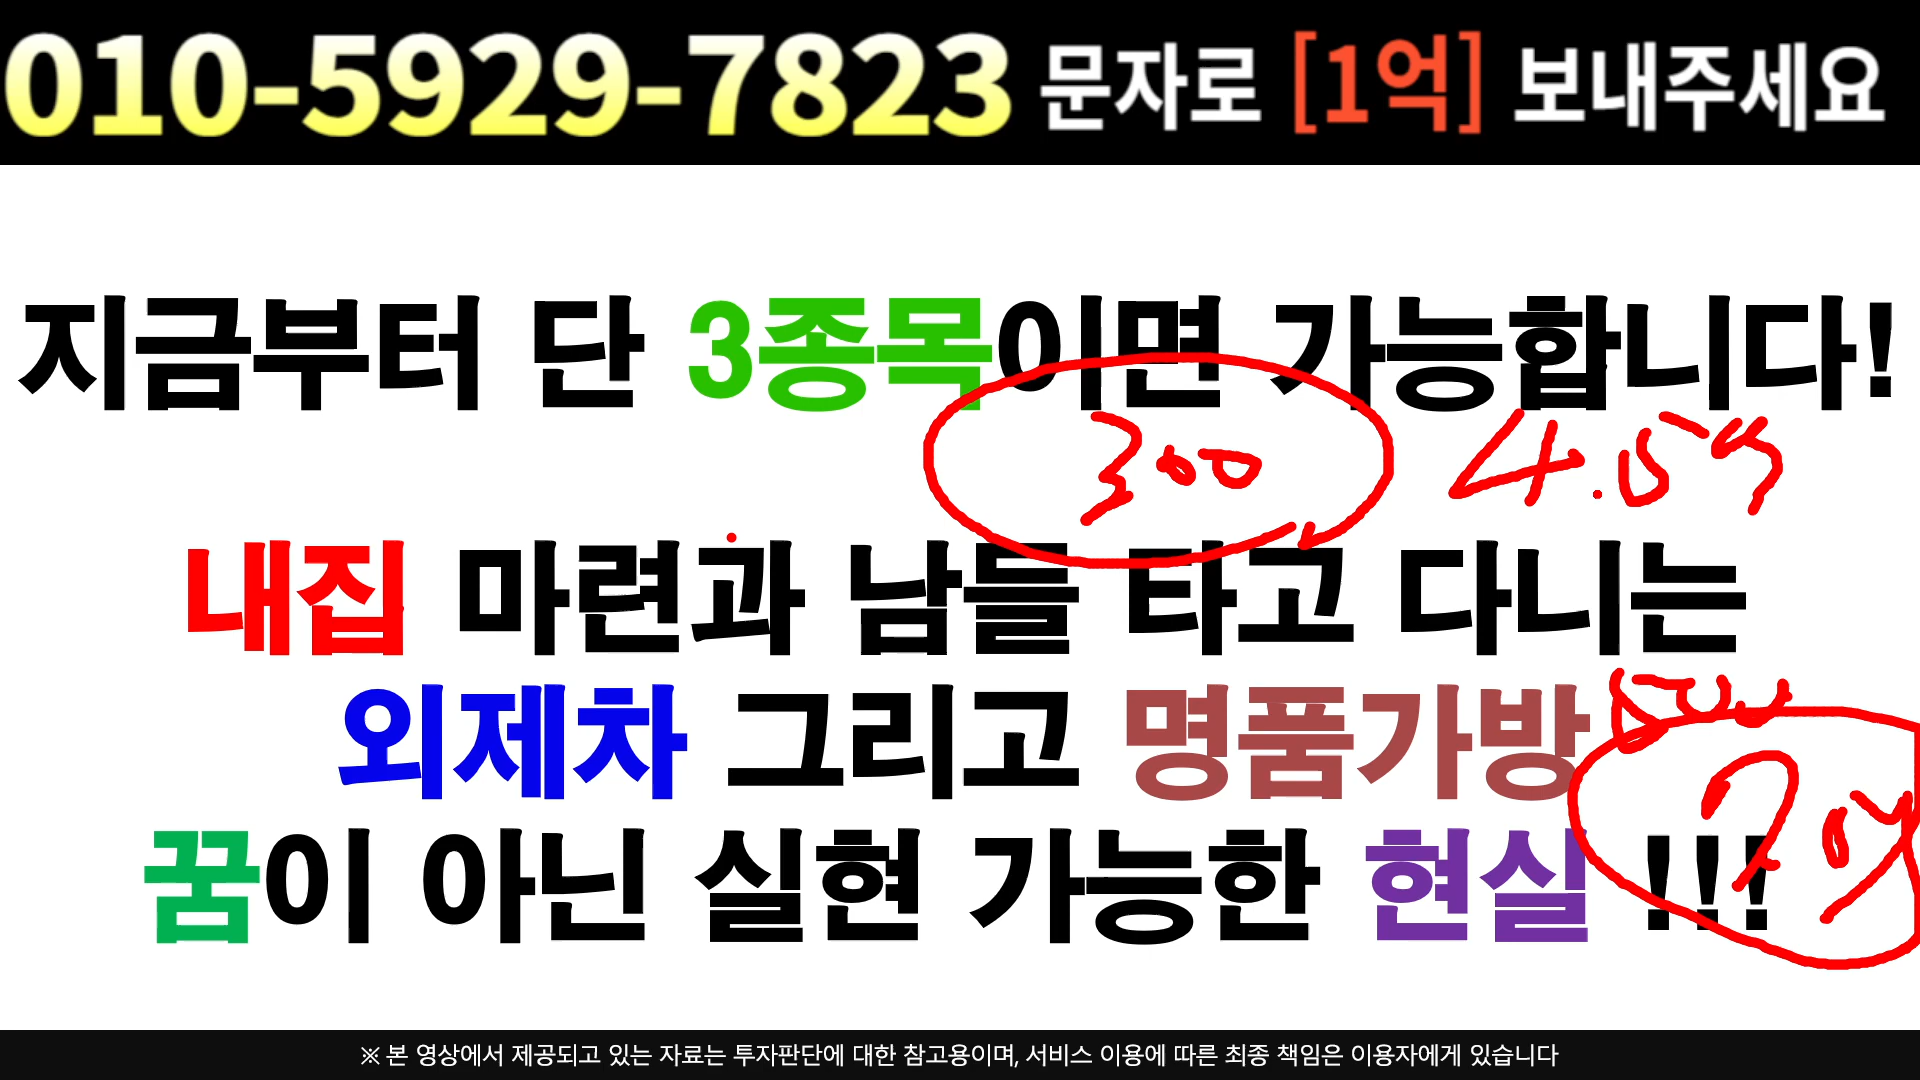 010-5929-7823 문자로 [1억] 보내주세요
지금부터 단 3종목이면 가능합니다!
300
4.5억
내집 마련과 남들 타고 다니는
외제차 그리고 명품가방
500
꿈이 아닌 실현 가능한 현실 !!!
※ 본 영상에서 제공되고 있는 자료는 투자판단에 대한 참고용이며, 서비스 이용에 따른 최종 책임은 이용자에게 있습니다